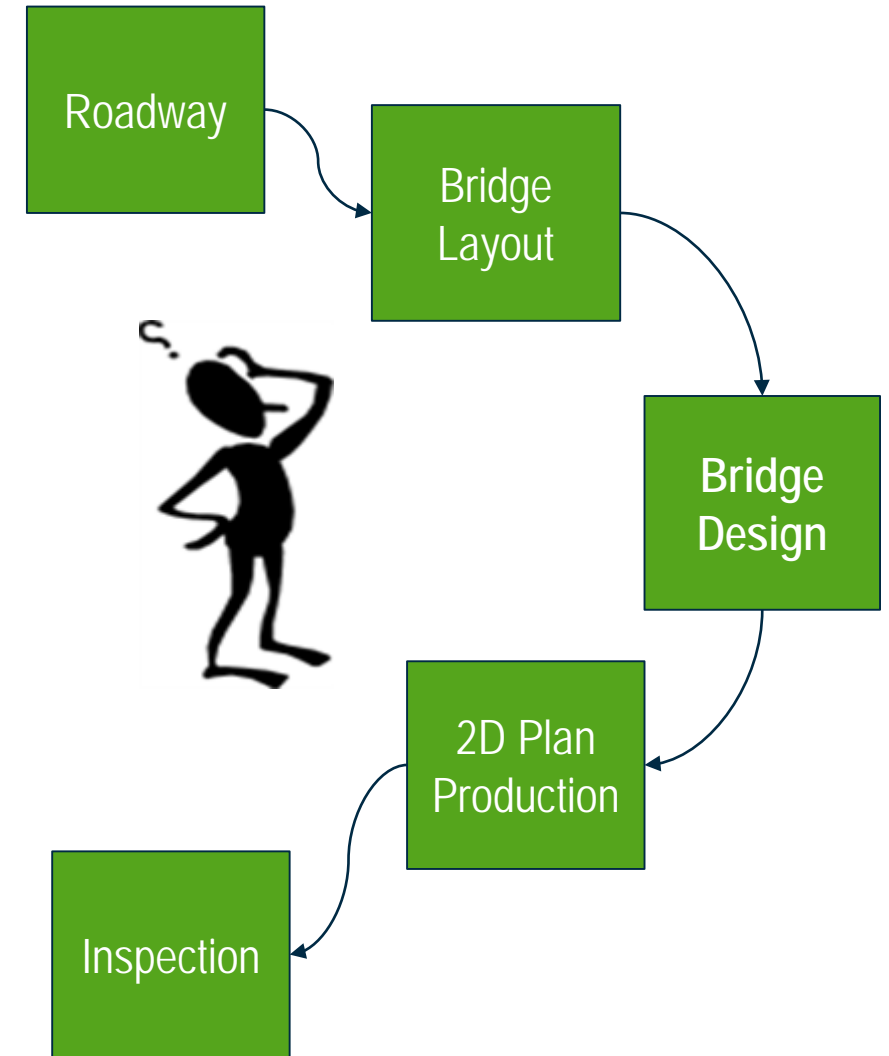 Roadway
Bridge
Layout
Bridge
Design
2D Plan
Production
Inspection